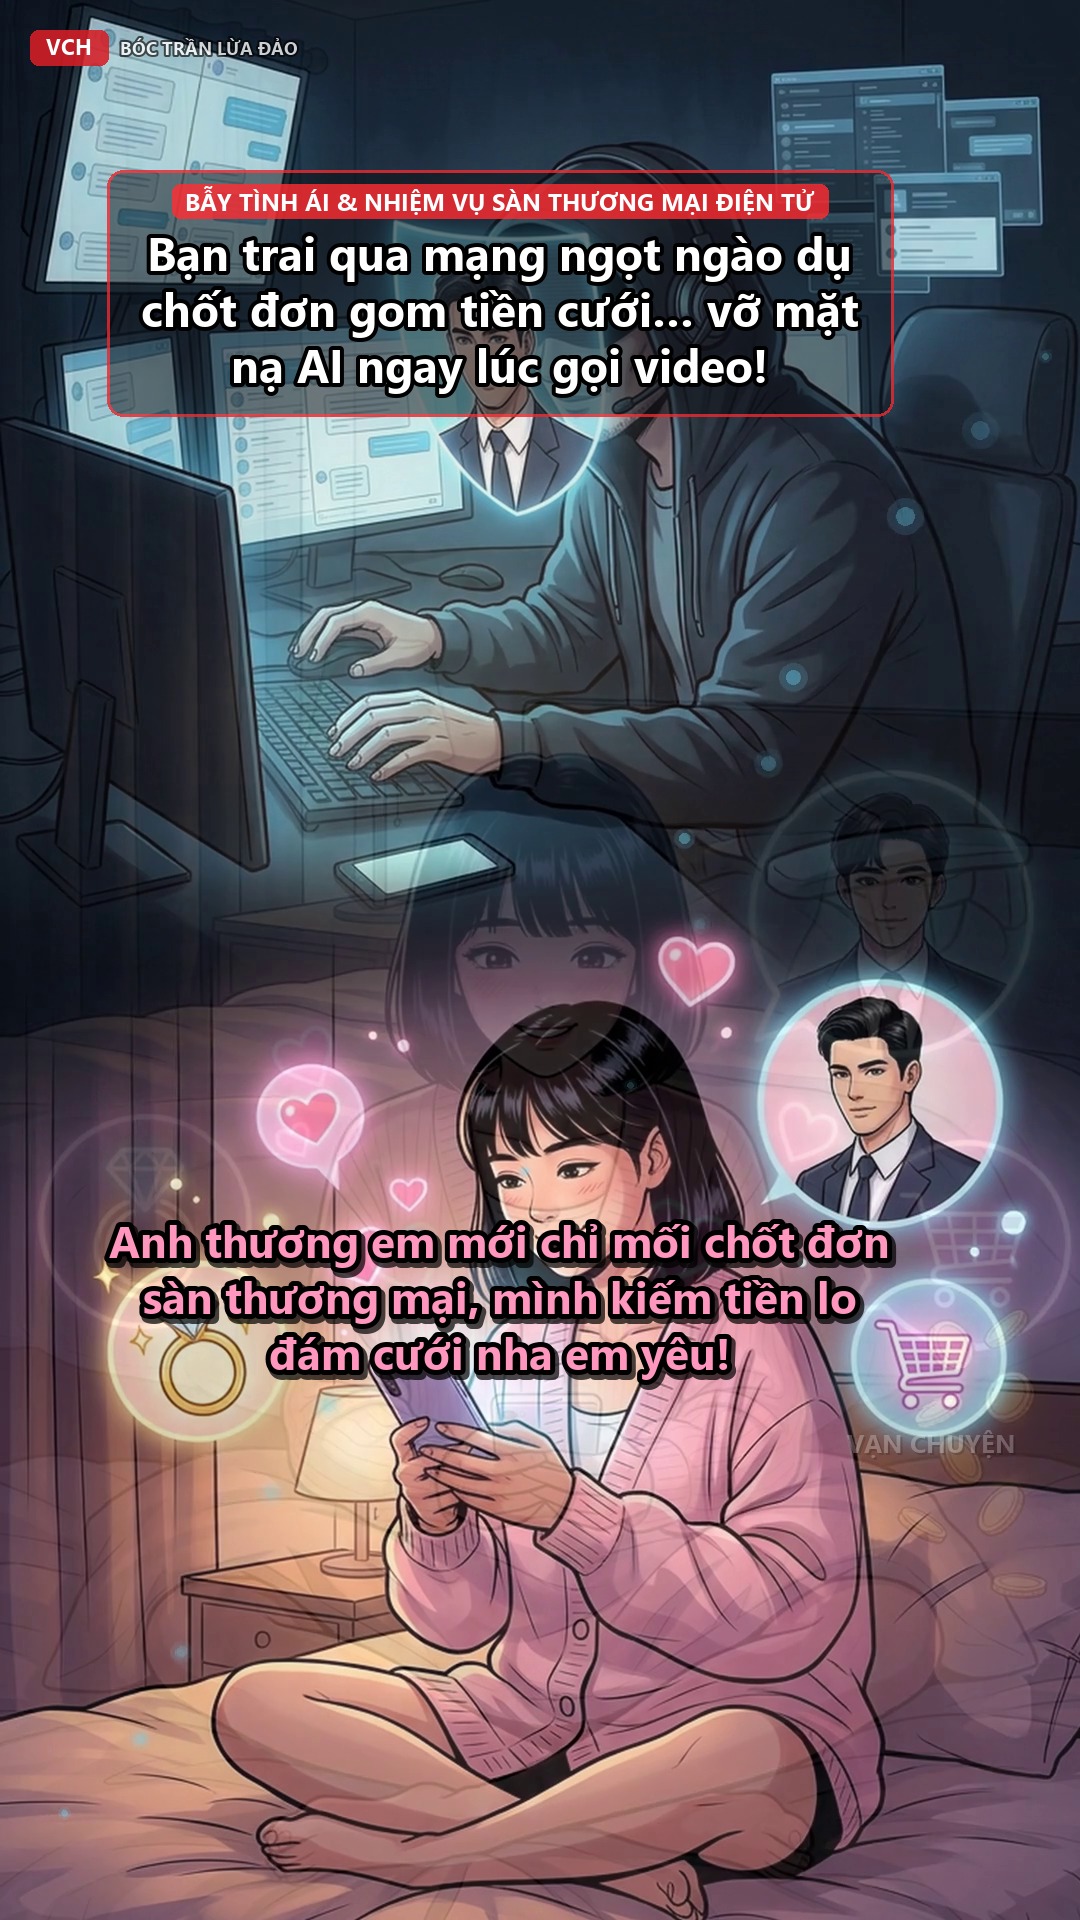 VCH BÓC TRẦN LỪA ĐẢO
BẪY TÌNH ÁI & NHIỆM VỤ SÀN THƯƠNG MẠI ĐIỆN TỬ
Bạn trai qua mạng ngọt ngào dụ
chốt đơn gom tiền cưới... vỡ mặt
nạ AI ngay lúc gọi video!
Anh thương em mới chỉ mối chốt đơn
sàn thương mại, mình kiếm tiền lo
đám cưới nha em yêu!
VẠN CHUYỆN